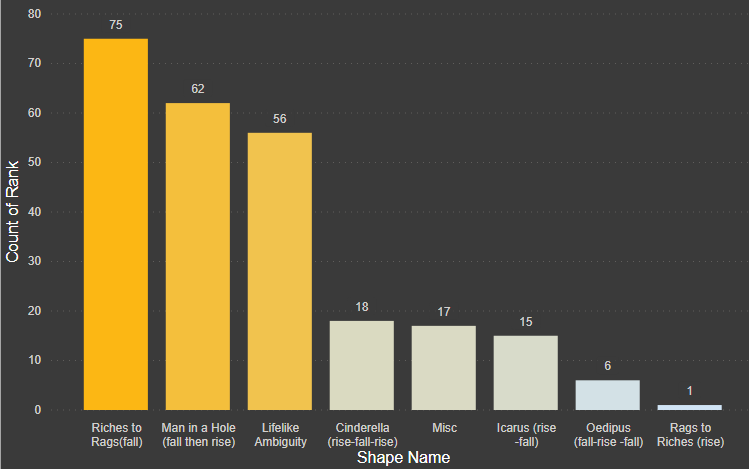 80
75
70
62
60
56
50
Count of Rank
40
30
20
18
17
15
10
6
1
0
Riches to
Rags(fall)
Man in a Hole
(fall then rise)
Lifelike
Ambiguity
Cinderella
(rise-fall-rise)
Misc
Icarus (rise
-fall)
Oedipus
(fall-rise -fall)
Rags to
Riches (rise)
Shape Name